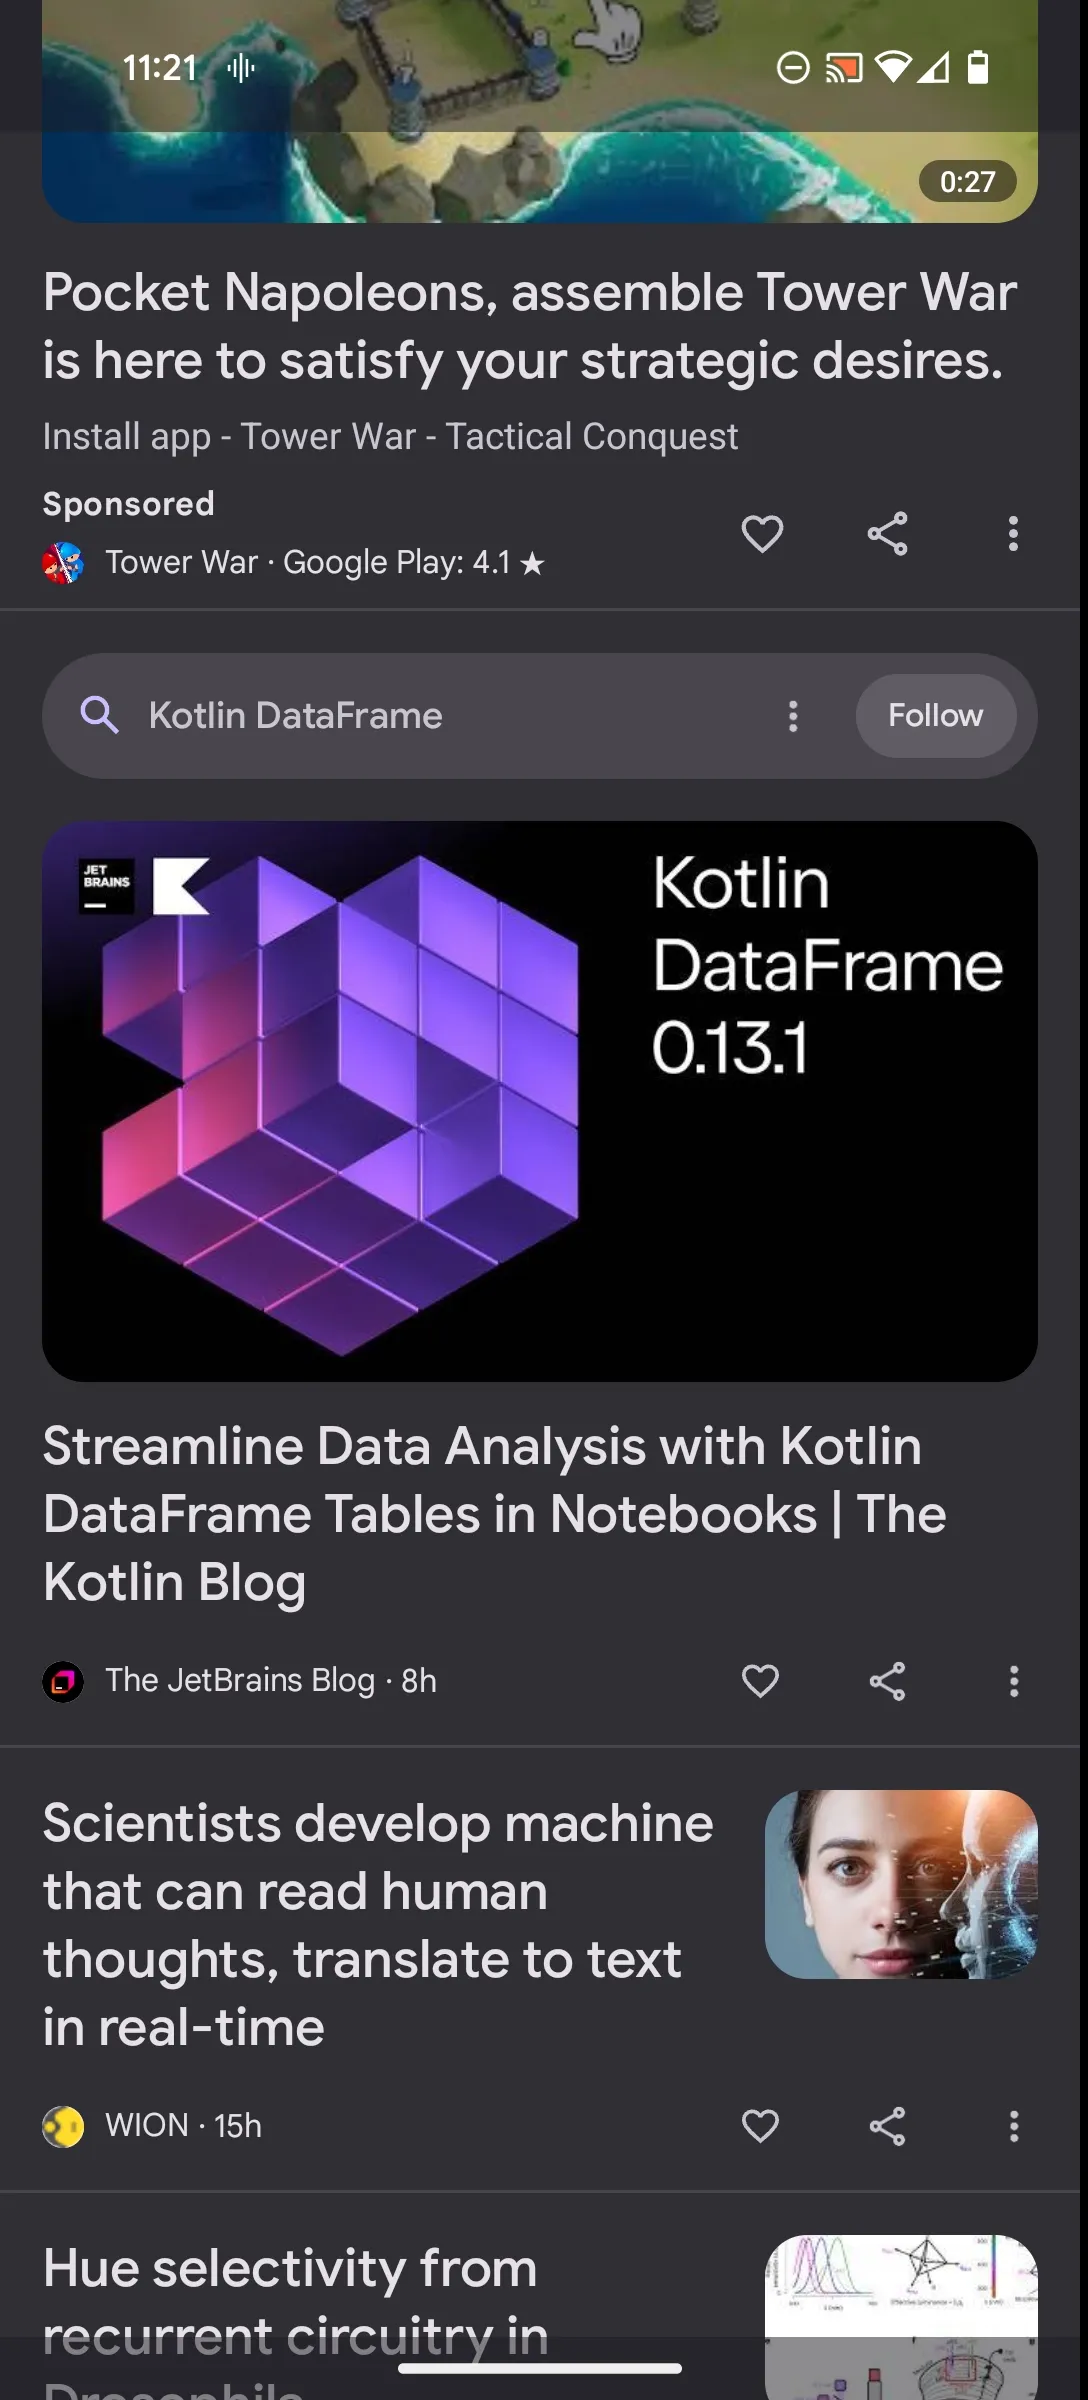 11:21
0:27
Pocket Napoleons, assemble Tower War
is here to satisfy your strategic desires.
Install app - Tower War - Tactical Conquest
Sponsored
Tower War · Google Play: 4.1 ★
Kotlin DataFrame
Follow
JET
BRAINS
Kotlin
DataFrame
0.13.1
Streamline Data Analysis with Kotlin
DataFrame Tables in Notebooks | The
Kotlin Blog
The JetBrains Blog · 8h
Scientists develop machine
that can read human
thoughts, translate to text
in real-time
WION · 15h
Hue selectivity from
recurrent circuitry in
Drosophila